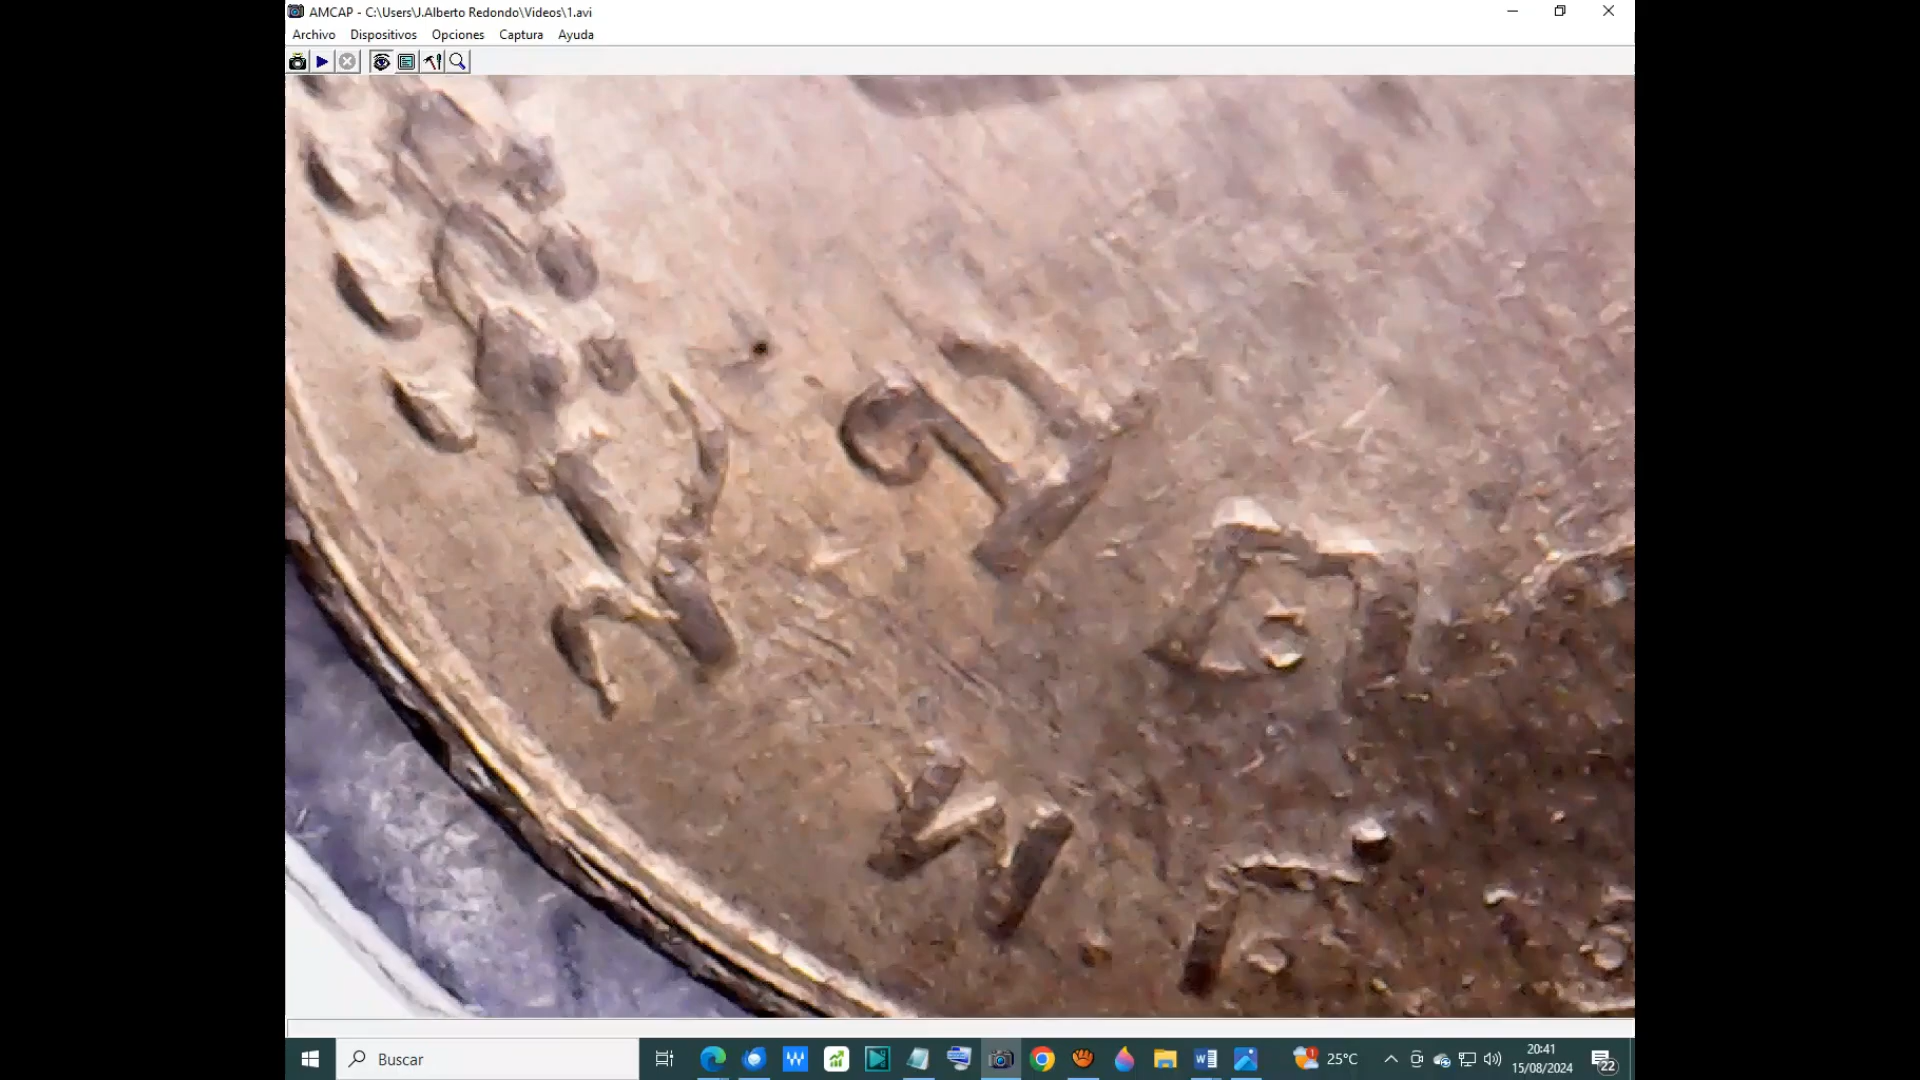 AMCAP - C:\Users\J.Alberto Redondo\Videos\1.avi
Archivo Dispositivos Opciones Captura Ayuda
Buscar
25°C
20:41
15/08/2024
22